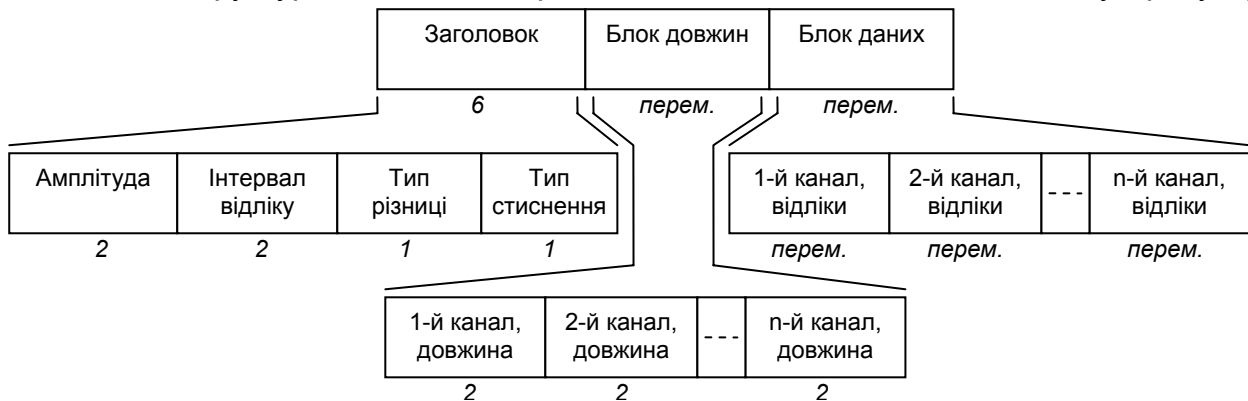 Заголовок
Блок довжин
Блок даних
6
перем.
перем.
Амплітуда
Інтервал
відліку
Тип
різниці
Тип
стиснення
1-й канал,
відліки
2-й канал,
відліки
- - -
n-й канал,
відліки
2
2
1
1
перем.
перем.
перем.
1-й канал,
довжина
2-й канал,
довжина
- - -
n-й канал,
довжина
2
2
2